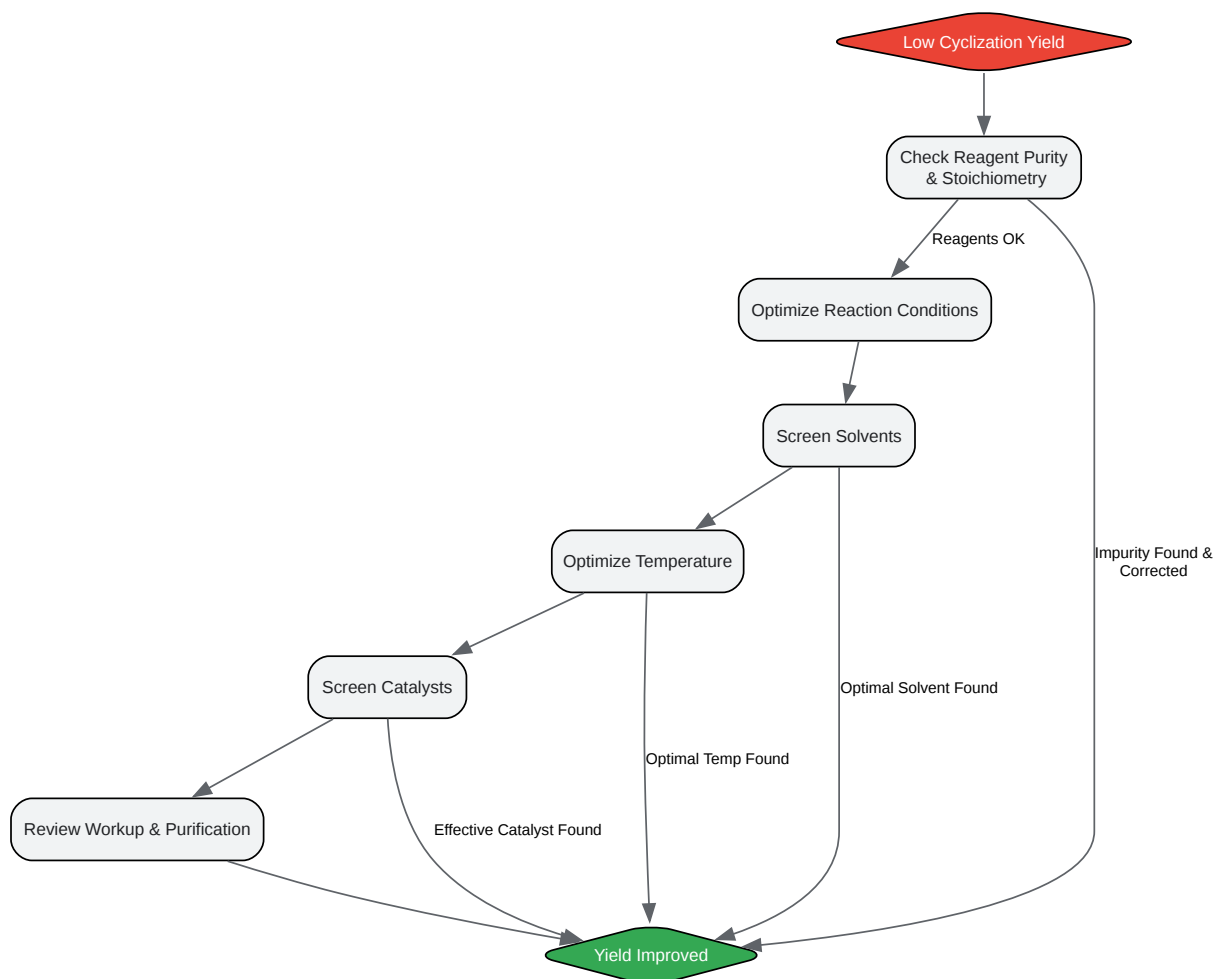 Low Cyclization Yield
Check Reagent Purity
& Stoichiometry
Reagents OK
Optimize Reaction Conditions
Screen Solvents
Optimize Temperature
Impurity Found &
Corrected
Screen Catalysts
Optimal Solvent Found
Optimal Temp Found
Review Workup & Purification
Effective Catalyst Found
Yield Improved